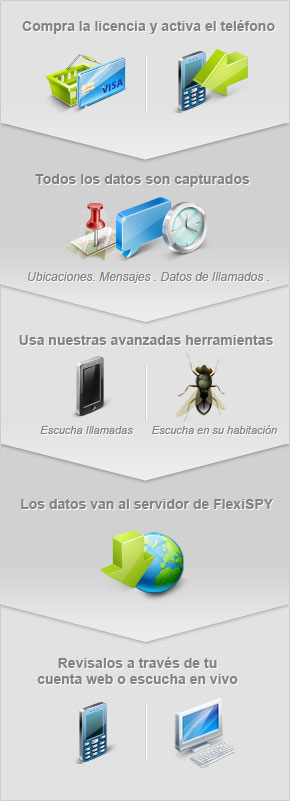 Compra la licencia y activa el teléfono
VISA
Todos los datos son capturados
Ubicaciones. Mensajes . Datos de Illamados .
Usa nuestras avanzadas herramientas
Escucha Illamadas
Escucha en su habitación
Los datos van al servidor de FlexiSPY
Revisalos a través de tu
cuenta web o escucha en vivo